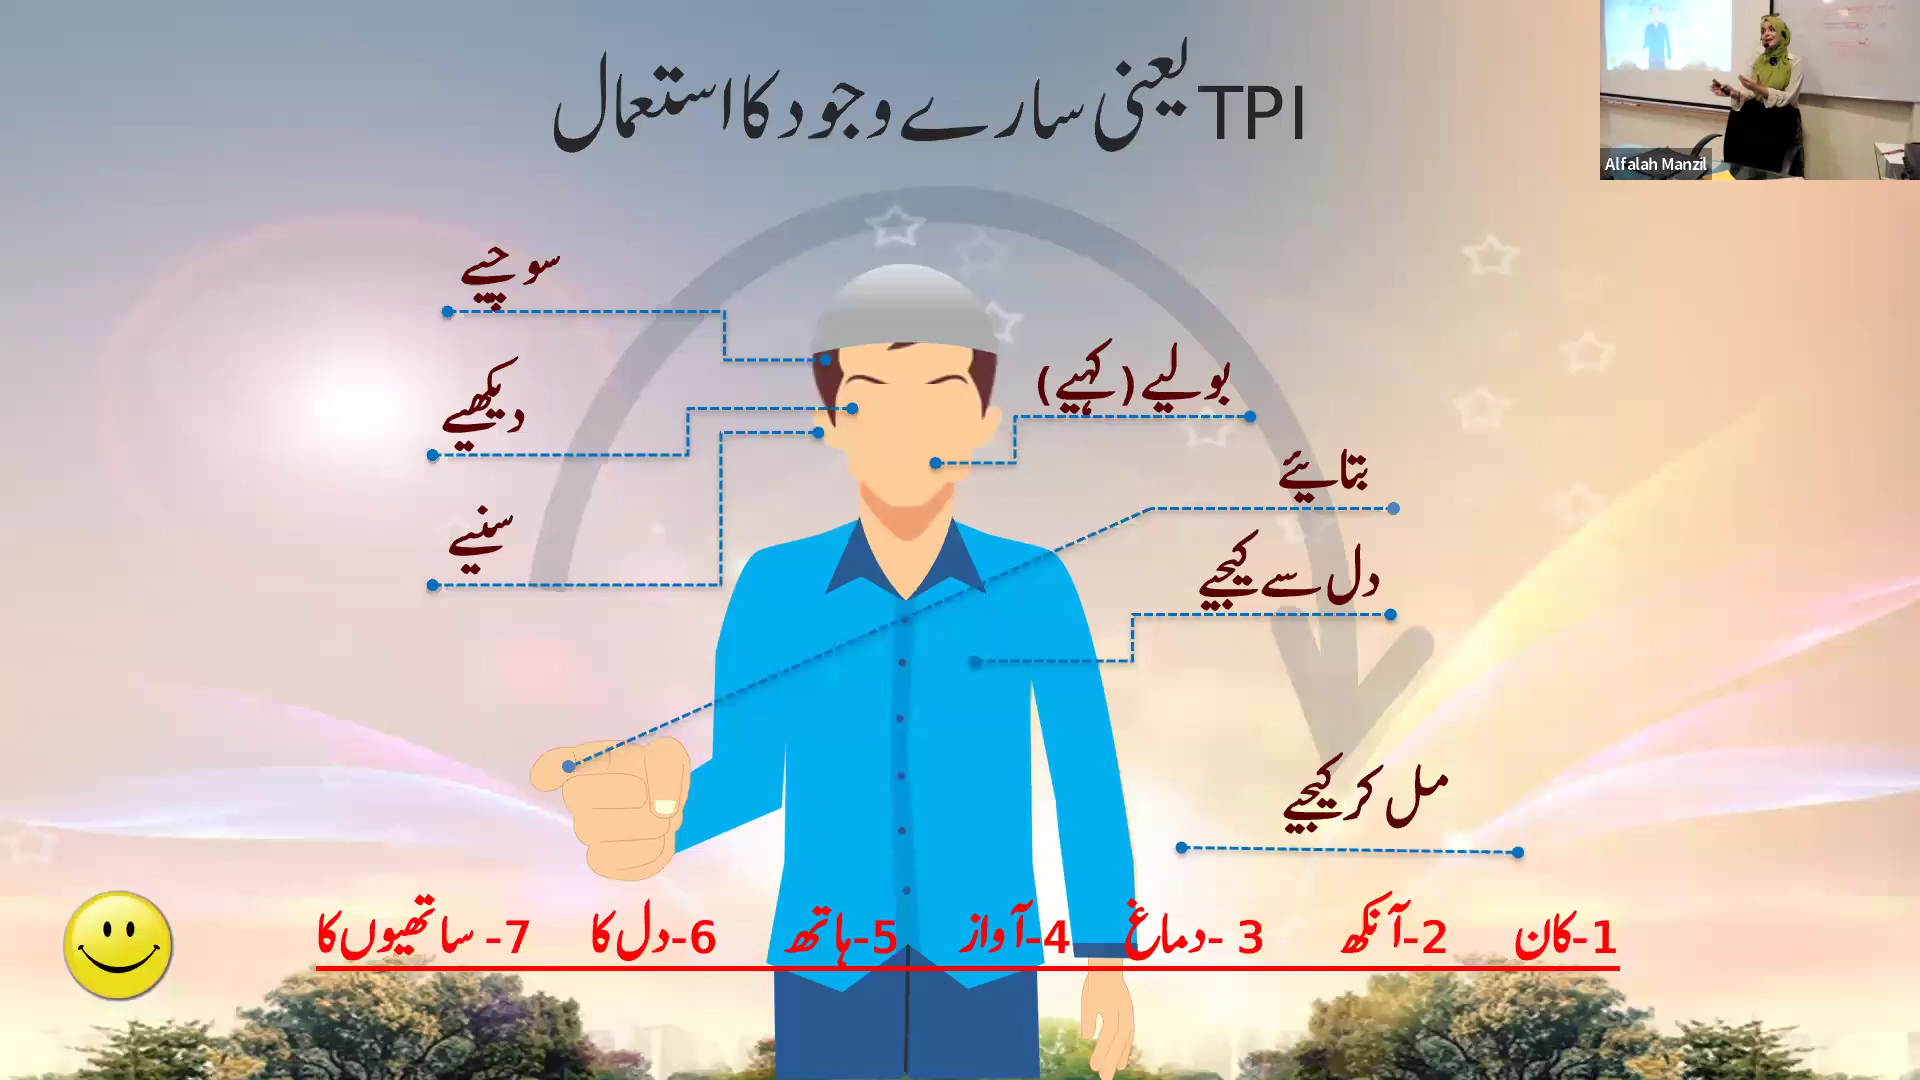 TPI یعنی سارے وجود کا استعمال
Alfalah Manzil
سوچیے
بولیے (کہیے)
دیکھیے
بتائیے
سنیے
دل سے کیجیے
مل کر کیجیے
1-کان 2-آنکھ 3 -دماغ 4-آواز 5-ہاتھ 6-دل کا 7- ساتھیوں کا